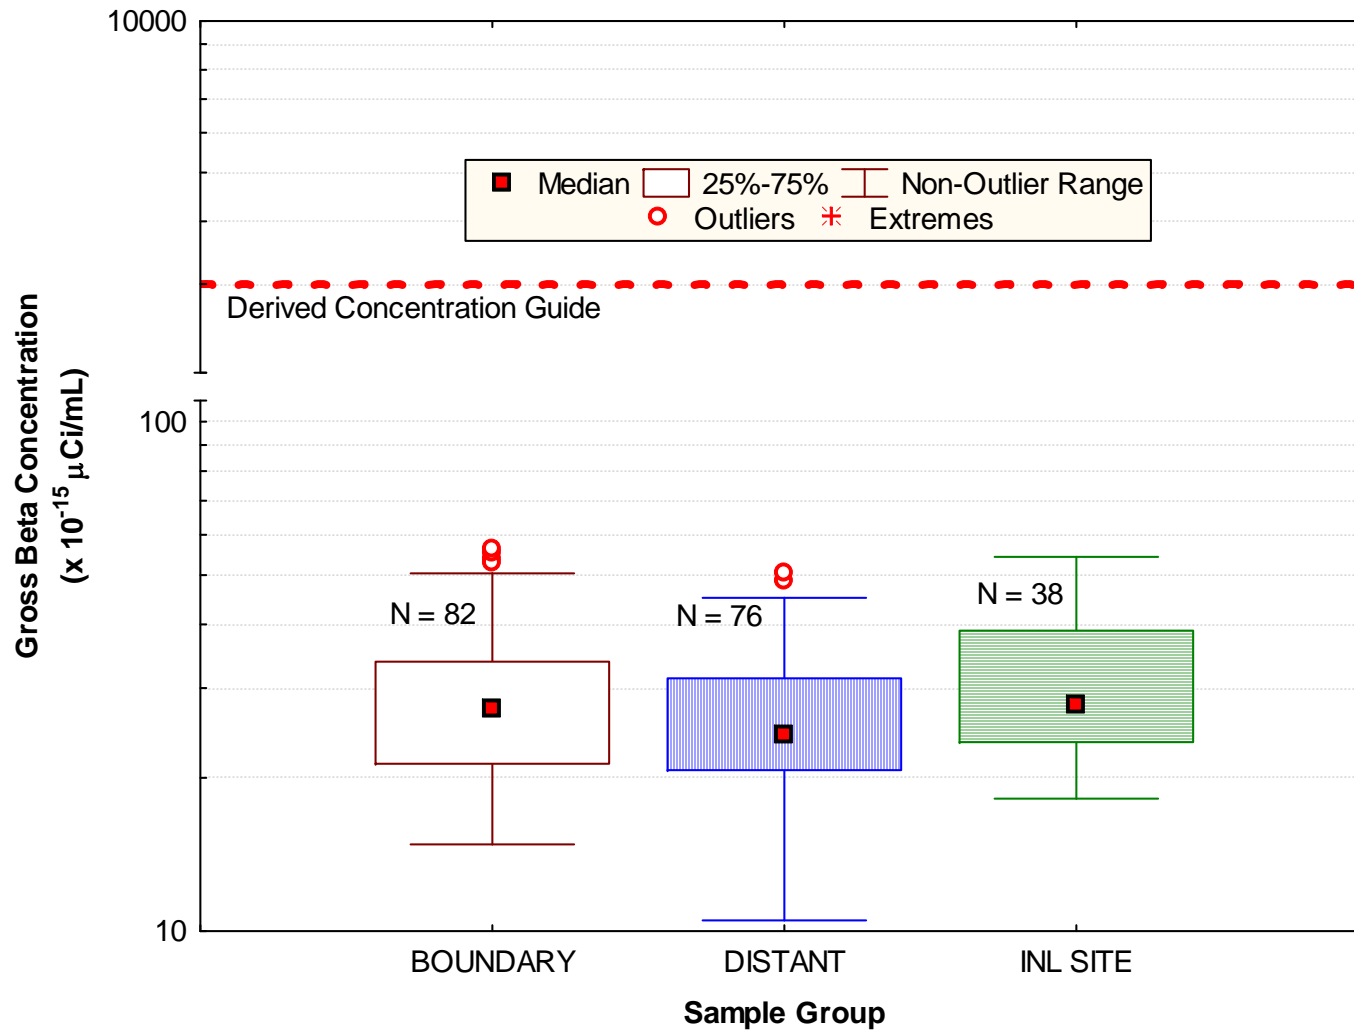 10000
Median 25%-75% Non-Outlier Range
Outliers Extremes
Derived Concentration Guide
Gross Beta Concentration
(x 10⁻¹⁵ μCi/mL)
100
N = 82
N = 76
N = 38
10
BOUNDARY DISTANT INL SITE
Sample Group